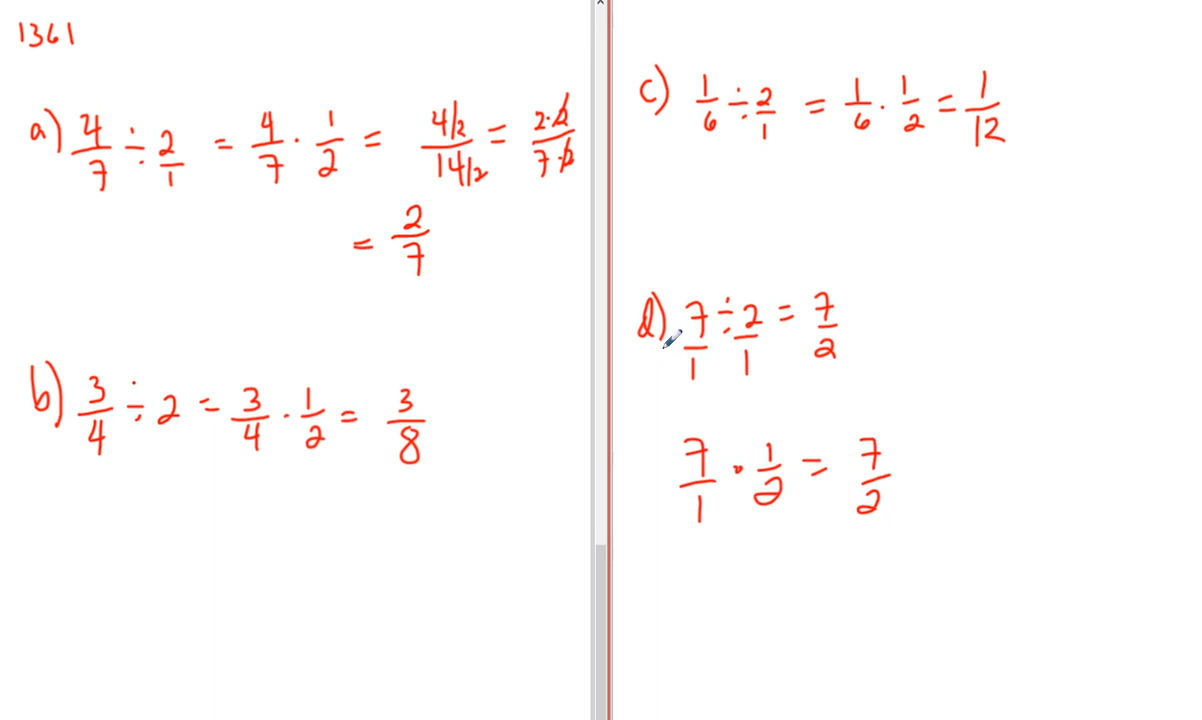 1361
a) 4/7 ÷ 2/1 = 4/7 · 1/2 = 4/2 / 14/2 = 2·2 / 7·2
= 2/7
b) 3/4 ÷ 2 = 3/4 · 1/2 = 3/8
c) 1/6 ÷ 2/1 = 1/6 · 1/2 = 1/12
d) 7/1 ÷ 2/1 = 7/2
7/1 · 1/2 = 7/2